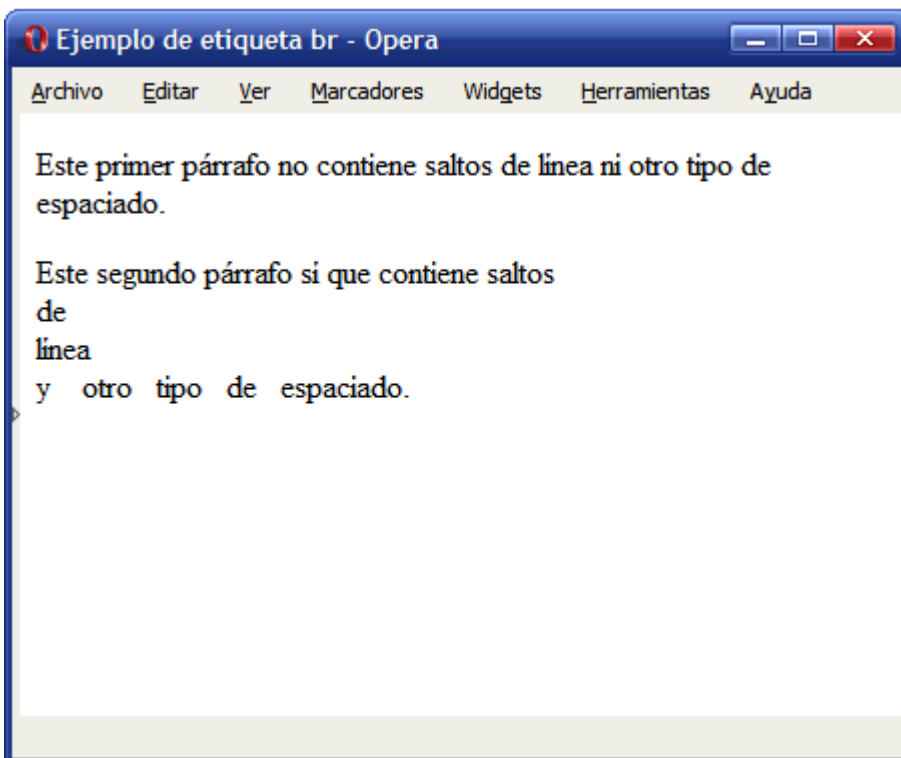 Ejemplo de etiqueta br - Opera
Archivo Editar Ver Marcadores Widgets Herramientas Ayuda
Este primer párrafo no contiene saltos de línea ni otro tipo de
espaciado.
Este segundo párrafo sí que contiene saltos
de
línea
y otro tipo de espaciado.